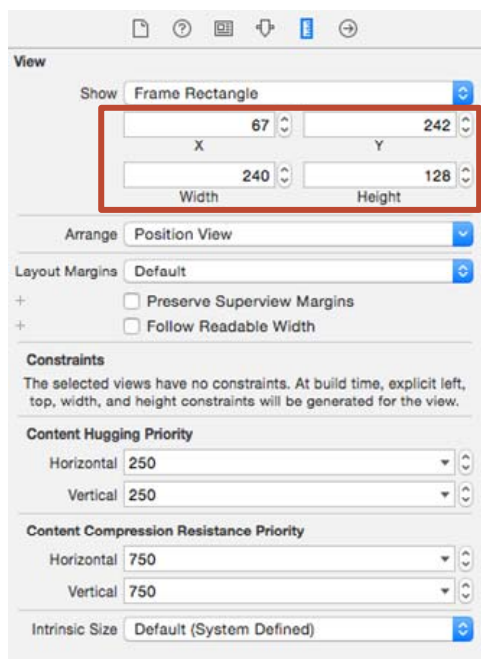 View
Show Frame Rectangle
67 242
X Y
240 128
Width Height
Arrange Position View
Layout Margins Default
+ Preserve Superview Margins
+ Follow Readable Width
Constraints
The selected views have no constraints. At build time, explicit left,
top, width, and height constraints will be generated for the view.
Content Hugging Priority
Horizontal 250
Vertical 250
Content Compression Resistance Priority
Horizontal 750
Vertical 750
Intrinsic Size Default (System Defined)